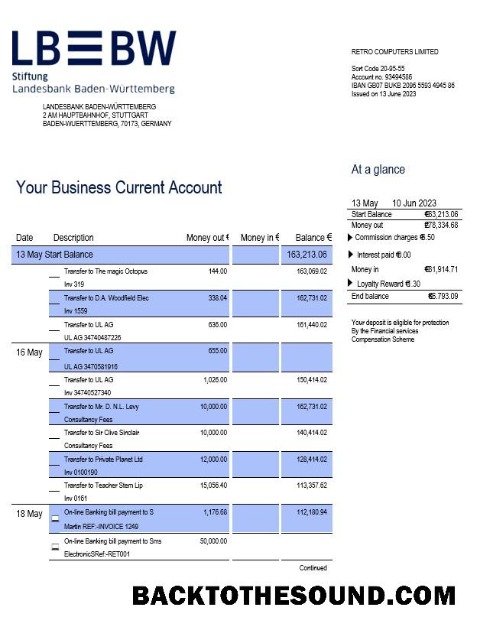 LB☰BW
RETRO COMPUTERS LIMITED
Sort Code 20-95-55
Account no. 93494586
IBAN GB07 BUKB 2096 5593 4945 86
Issued on 13 June 2023
Stiftung
Landesbank Baden-Württemberg
LANDESBANK BADEN-WÜRTTEMBERG
2 AM HAUPTBAHNHOF, STUTTGART
BADEN-WUERTTEMBERG, 70173, GERMANY
At a glance
Your Business Current Account
13 May 10 Jun 2023
Start Balance €63,213.06
Money out 278,334.68
Commission charges €6.50
Interest paid €6.00
Money in €31,914.71
Loyalty Reward €1.30
End balance €6,793.09
Your deposit is eligible for protection
By the Financial services
Compensation Scheme
Date Description Money out € Money in € Balance €
13 May Start Balance 163,213.06
Transfer to The magic Octopus 144.00 163,069.02
Inv 319
Transfer to D.A. Woodfield Elec 338.04 162,731.02
Inv 1559
Transfer to UL AG 636.00 161,440.02
UL AG 34740487226
16 May Transfer to UL AG 655.00
UL AG 3470581916
Transfer to UL AG 1,026.00 150,414.02
Inv 34740527340
Transfer to Mr. D. N.L. Levy 10,000.00 162,731.02
Consultancy Fees
Transfer to Sir Clive Sinclair 10,000.00 140,414.02
Consultancy Fees
Transfer to Private Planet Ltd 12,000.00 128,414.02
Inv 0100190
Transfer to Teacher Stern Lip 15,056.40 113,357.62
Inv 0161
18 May On-line Banking bill payment to S 1,176.68 112,180.94
Martin REF:-INVOICE 1249
On-line Banking bill payment to Sms 50,000.00
ElectronicSRef:-RET001
Continued
BACKTOTHESOUND.COM